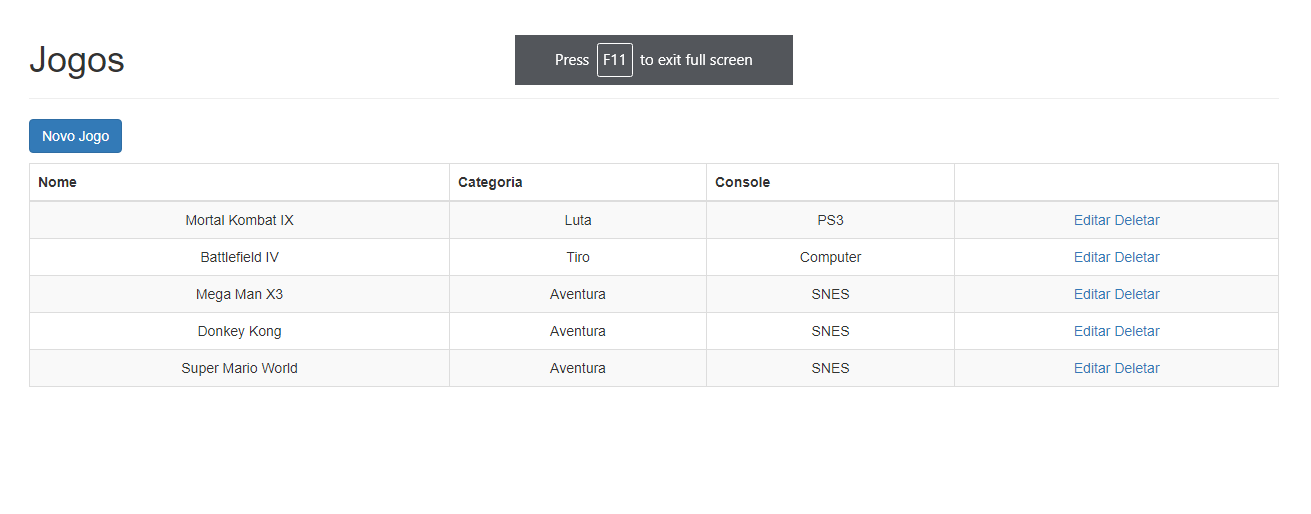 Jogos
Press F11 to exit full screen
Novo Jogo
Nome Categoria Console
Mortal Kombat IX Luta PS3 Editar Deletar
Battlefield IV Tiro Computer Editar Deletar
Mega Man X3 Aventura SNES Editar Deletar
Donkey Kong Aventura SNES Editar Deletar
Super Mario World Aventura SNES Editar Deletar